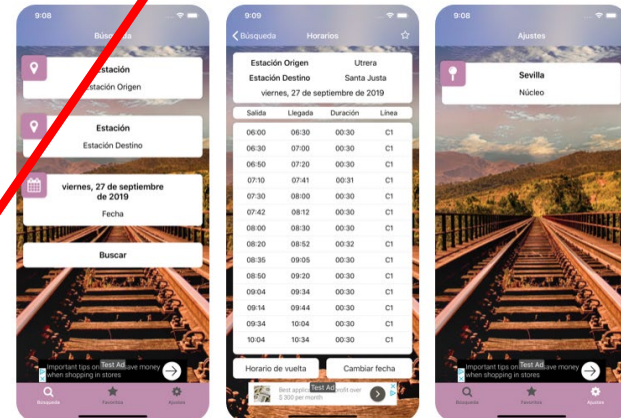 9:08
Búsqueda
Estación
Estación Origen
Estación
Estación Destino
viernes, 27 de septiembre
de 2019
Fecha
Buscar
Important tips on Test Ad save money
when shopping in stores
Búsqueda Favoritos Ajustes
9:09
Búsqueda Horarios
Estación Origen Utrera
Estación Destino Santa Justa
viernes, 27 de septiembre de 2019
Salida Llegada Duración Línea
06:00 06:30 00:30 C1
06:30 07:00 00:30 C1
06:50 07:20 00:30 C1
07:10 07:41 00:31 C1
07:30 08:00 00:30 C1
07:42 08:12 00:30 C1
08:00 08:30 00:30 C1
08:20 08:52 00:32 C1
08:35 09:05 00:30 C1
08:50 09:20 00:30 C1
09:04 09:34 00:30 C1
09:14 09:44 00:30 C1
09:34 10:04 00:30 C1
10:04 10:34 00:30 C1
Horario de vuelta Cambiar fecha
Best Test Ad profit over
$ 300 per month
9:08
Ajustes
Sevilla
Núcleo
Important tips on Test Ad save money
when shopping in stores
Búsqueda Favoritos Ajustes